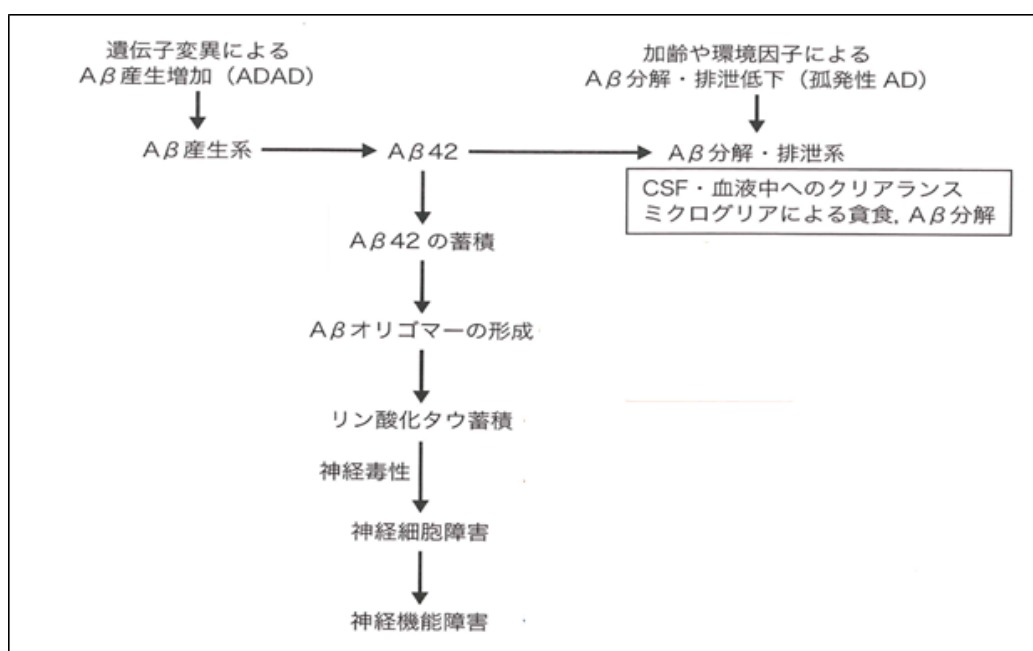 遺伝子変異による
Aβ産生増加（ADAD）
加齢や環境因子による
Aβ分解・排泄低下（孤発性 AD）
Aβ産生系
Aβ42
Aβ分解・排泄系
CSF・血液中へのクリアランス
ミクログリアによる貪食, Aβ分解
Aβ42 の蓄積
Aβオリゴマーの形成
リン酸化タウ蓄積
神経毒性
神経細胞障害
神経機能障害